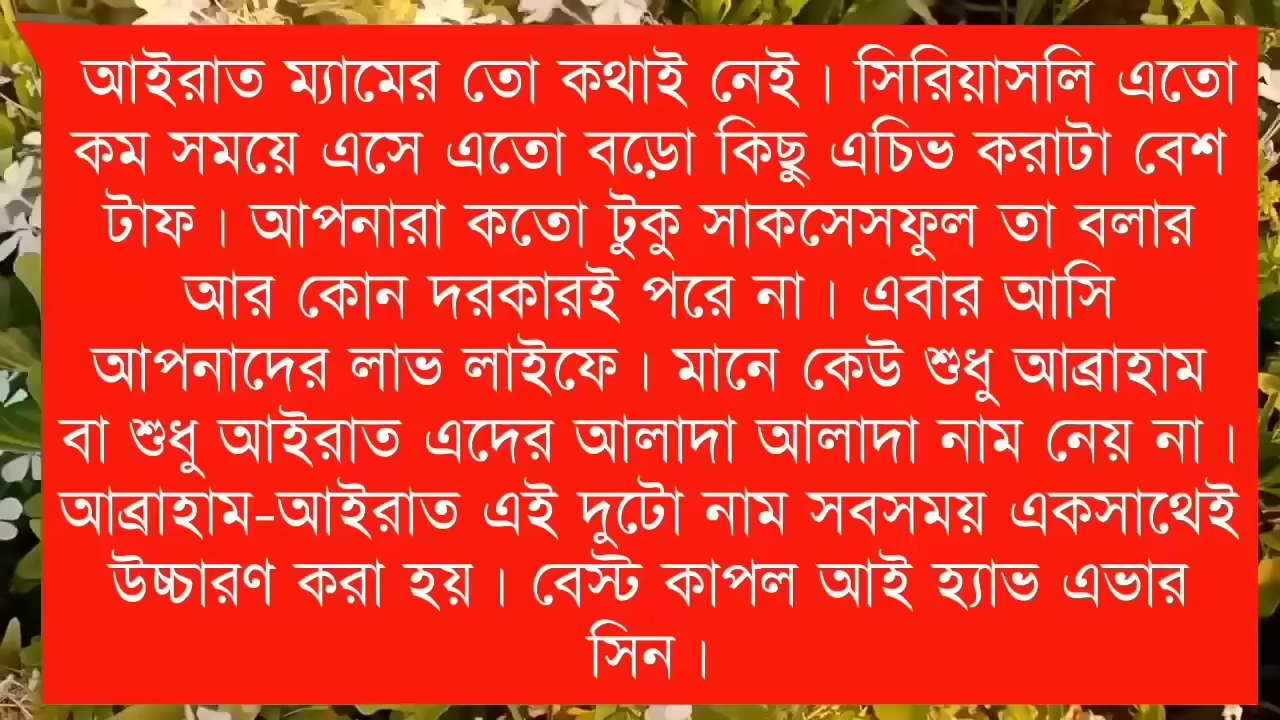 আইরাত ম্যামের তো কথাই নেই। সিরিয়াসলি এতো
কম সময়ে এসে এতো বড়ো কিছু এচিভ করাটা বেশ
টাফ। আপনারা কতো টুকু সাকসেসফুল তা বলার
আর কোন দরকারই পরে না। এবার আসি
আপনাদের লাভ লাইফে। মানে কেউ শুধু আব্রাহাম
বা শুধু আইরাত এদের আলাদা আলাদা নাম নেয় না।
আব্রাহাম-আইরাত এই দুটো নাম সবসময় একসাথেই
উচ্চারণ করা হয়। বেস্ট কাপল আই হ্যাভ এভার
সিন।